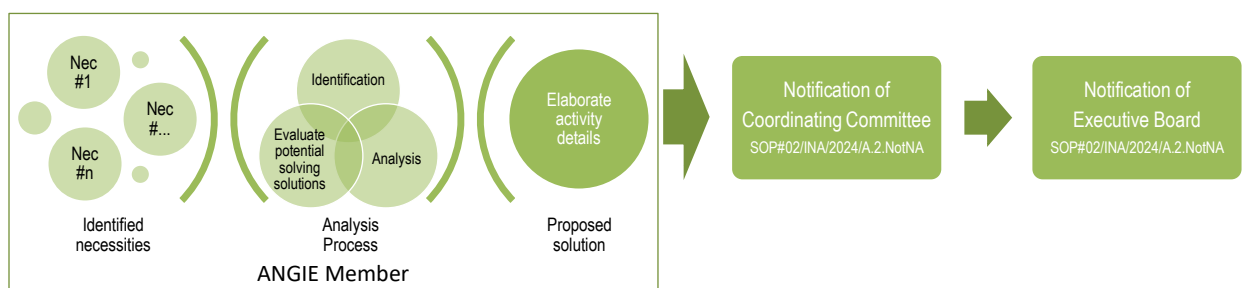 Nec
#1
Nec
#...
Nec
#n
Identified
necessities
Identification
Evaluate
potential
solving
solutions
Analysis
Analysis
Process
Elaborate
activity
details
Proposed
solution
ANGIE Member
Notification of
Coordinating Committee
SOP#02/INA/2024/A.2.NotNA
Notification of
Executive Board
SOP#02/INA/2024/A.2.NotNA